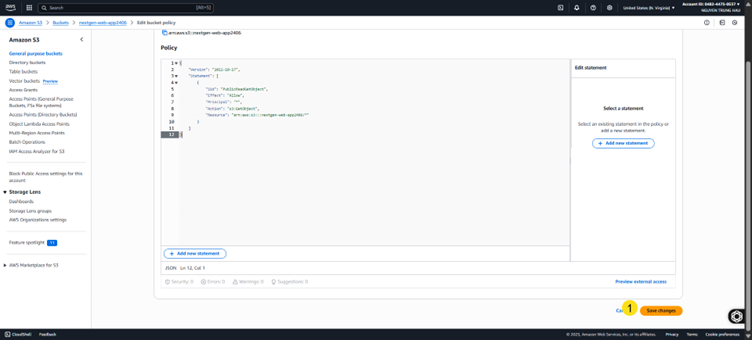 aws
Search
[Alt+S]
United States (N. Virginia)
Account ID: 0482-6475-8537
NGUYEN TRUNG HAU
Amazon S3 > Buckets > nextgen-web-app2406 > Edit bucket policy
Amazon S3
General purpose buckets
Directory buckets
Table buckets
Vector buckets Preview
Access Grants
Access Points (General Purpose
Buckets, FSx file systems)
Access Points (Directory Buckets)
Object Lambda Access Points
Multi-Region Access Points
Batch Operations
IAM Access Analyzer for S3
Block Public Access settings for this
account
Storage Lens
Dashboards
Storage Lens groups
AWS Organizations settings
Feature spotlight 11
AWS Marketplace for S3
arn:aws:s3:::nextgen-web-app2406
Policy
1 {
2 "Version": "2012-10-17",
3 "Statement": [
4 {
5 "Sid": "PublicReadGetObject",
6 "Effect": "Allow",
7 "Principal": "*",
8 "Action": "s3:GetObject",
9 "Resource": "arn:aws:s3:::nextgen-web-app2406/*"
10 }
11 ]
12 }
+ Add new statement
JSON Ln 12, Col 1
Security: 0 Errors: 0 Warnings: 0 Suggestions: 0
Preview external access
Edit statement
Select a statement
Select an existing statement in the policy or
add a new statement.
+ Add new statement
1
Save changes
CloudShell Feedback
© 2025, Amazon Web Services, Inc. or its affiliates. Privacy Terms Cookie preferences